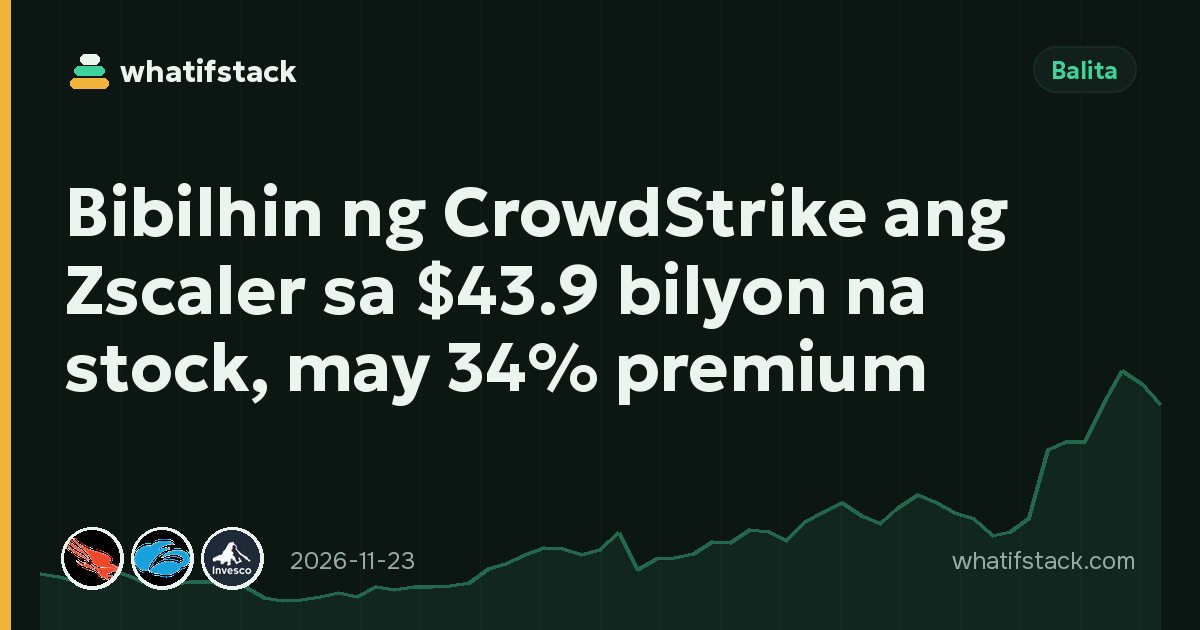 whatifstack
Balita
Bibilhin ng CrowdStrike ang
Zscaler sa $43.9 bilyon na
stock, may 34% premium
Invesco
2026-11-23
whatifstack.com